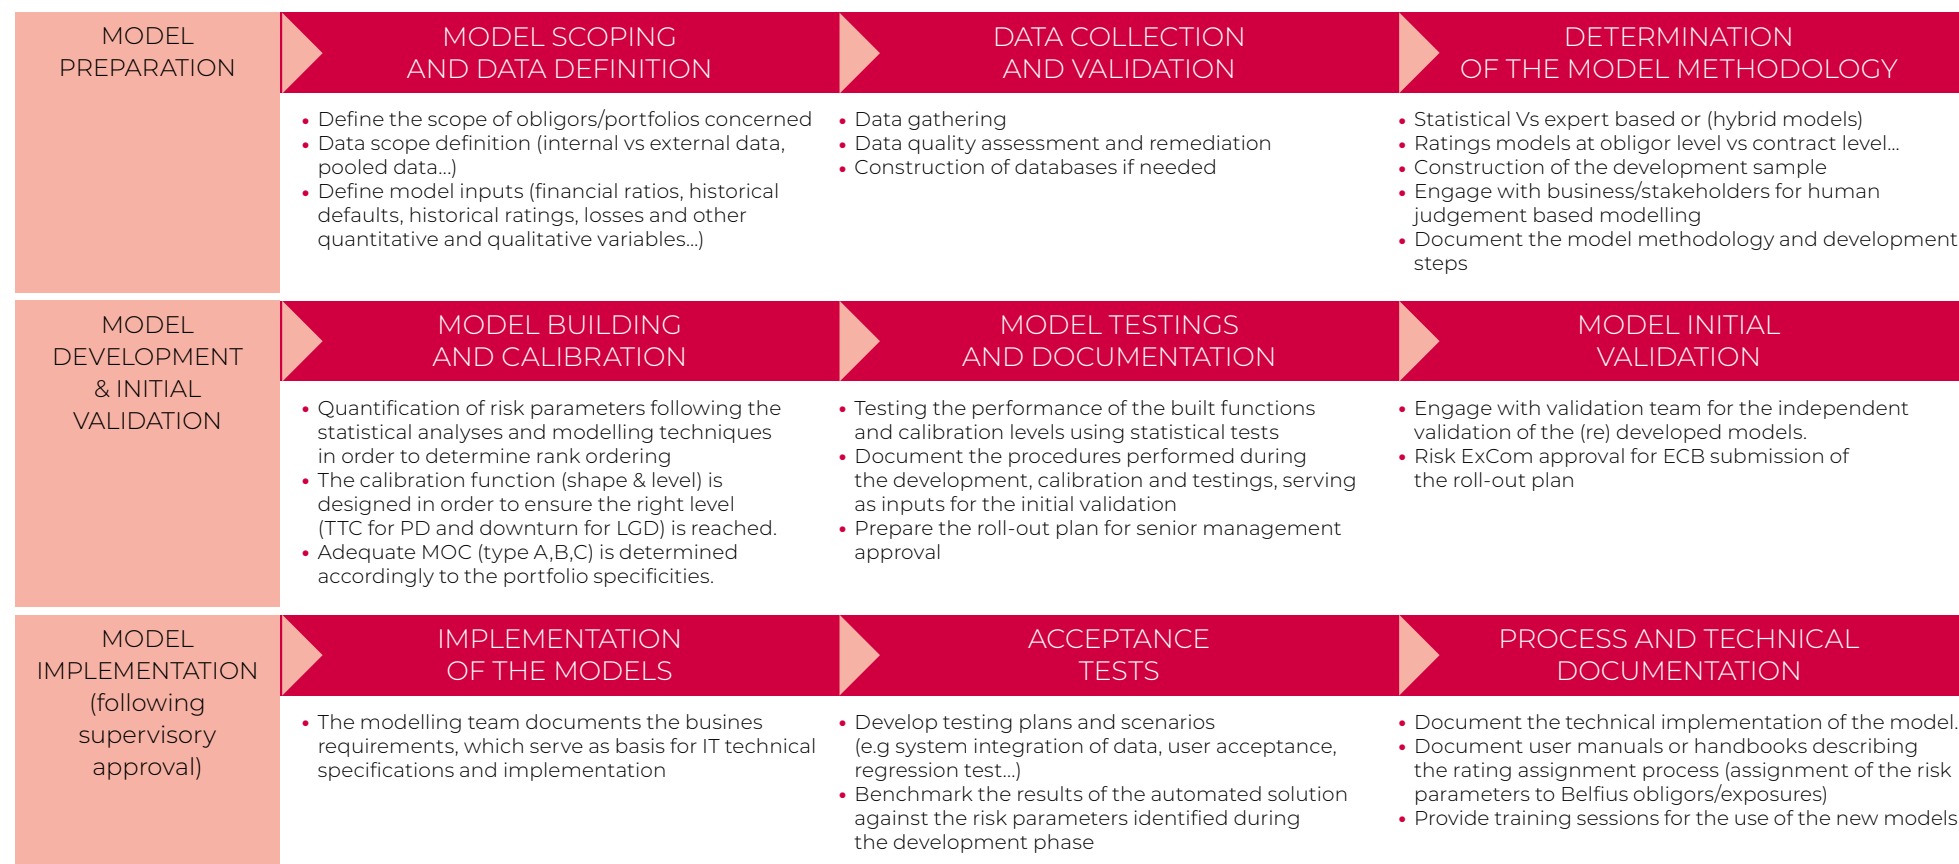 MODEL
PREPARATION
MODEL SCOPING
AND DATA DEFINITION
• Define the scope of obligors/portfolios concerned
• Data scope definition (internal vs external data,
pooled data...)
• Define model inputs (financial ratios, historical
defaults, historical ratings, losses and other
quantitative and qualitative variables...)
DATA COLLECTION
AND VALIDATION
• Data gathering
• Data quality assessment and remediation
• Construction of databases if needed
DETERMINATION
OF THE MODEL METHODOLOGY
• Statistical Vs expert based or (hybrid models)
• Ratings models at obligor level vs contract level...
• Construction of the development sample
• Engage with business/stakeholders for human
judgement based modelling
• Document the model methodology and development
steps
MODEL
DEVELOPMENT
& INITIAL
VALIDATION
MODEL BUILDING
AND CALIBRATION
• Quantification of risk parameters following the
statistical analyses and modelling techniques
in order to determine rank ordering
• The calibration function (shape & level) is
designed in order to ensure the right level
(TTC for PD and downturn for LGD) is reached.
• Adequate MOC (type A,B,C) is determined
accordingly to the portfolio specificities.
MODEL TESTINGS
AND DOCUMENTATION
• Testing the performance of the built functions
and calibration levels using statistical tests
• Document the procedures performed during
the development, calibration and testings, serving
as inputs for the initial validation
• Prepare the roll-out plan for senior management
approval
MODEL INITIAL
VALIDATION
• Engage with validation team for the independent
validation of the (re) developed models.
• Risk ExCom approval for ECB submission of
the roll-out plan
MODEL
IMPLEMENTATION
(following
supervisory
approval)
IMPLEMENTATION
OF THE MODELS
• The modelling team documents the busines
requirements, which serve as basis for IT technical
specifications and implementation
ACCEPTANCE
TESTS
• Develop testing plans and scenarios
(e.g system integration of data, user acceptance,
regression test...)
• Benchmark the results of the automated solution
against the risk parameters identified during
the development phase
PROCESS AND TECHNICAL
DOCUMENTATION
• Document the technical implementation of the model.
• Document user manuals or handbooks describing
the rating assignment process (assignment of the risk
parameters to Belfius obligors/exposures)
• Provide training sessions for the use of the new models